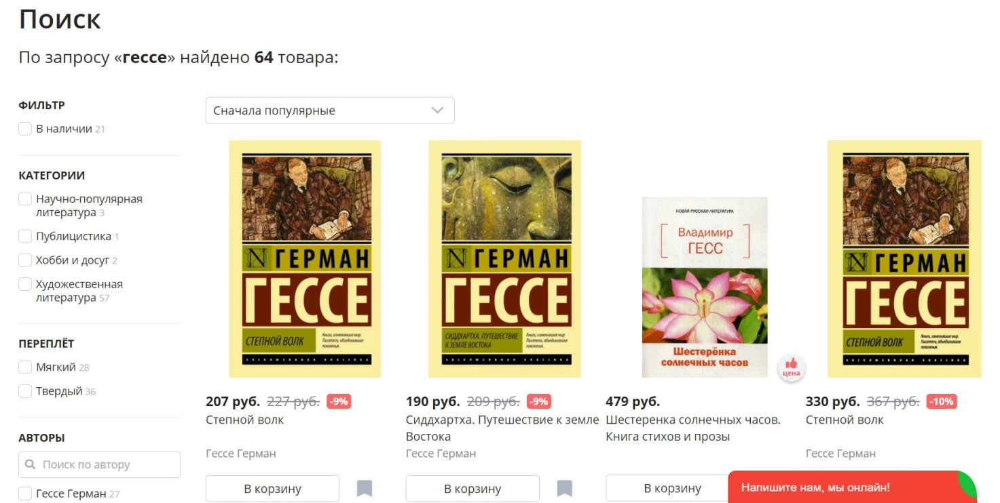 Поиск
По запросу «гессе» найдено 64 товара:
ФИЛЬТР
В наличии 21
КАТЕГОРИИ
Научно-популярная
литература 3
Публицистика 1
Хобби и досуг 2
Художественная
литература 57
ПЕРЕПЛЁТ
Мягкий 28
Твердый 36
АВТОРЫ
Поиск по автору
Гессе Герман 27
Сначала популярные
N ГЕРМАН
ГЕССЕ
СТЕПНОЙ ВОЛК
Книги, изменившие мир.
Писатели, объединившие
поколения.
эксклюзивная классика
207 руб. 227 руб. -9%
Степной волк
Гессе Герман
В корзину
N ГЕРМАН
ГЕССЕ
СИДДХАРТХА. ПУТЕШЕСТВИЕ
К ЗЕМЛЕ ВОСТОКА
Книги, изменившие мир.
Писатели, объединившие
поколения.
эксклюзивная классика
190 руб. 209 руб. -9%
Сиддхартха. Путешествие к земле
Востока
Гессе Герман
В корзину
НОВАЯ РУССКАЯ ЛИТЕРАТУРА
Владимир
ГЕСС
Шестерёнка
солнечных часов
цена
479 руб.
Шестеренка солнечных часов.
Книга стихов и прозы
В корзину
N ГЕРМАН
ГЕССЕ
СТЕПНОЙ ВОЛК
Книги, изменившие мир.
Писатели, объединившие
поколения.
эксклюзивная классика
330 руб. 367 руб. -10%
Степной волк
Гессе Герман
Напишите нам, мы онлайн!